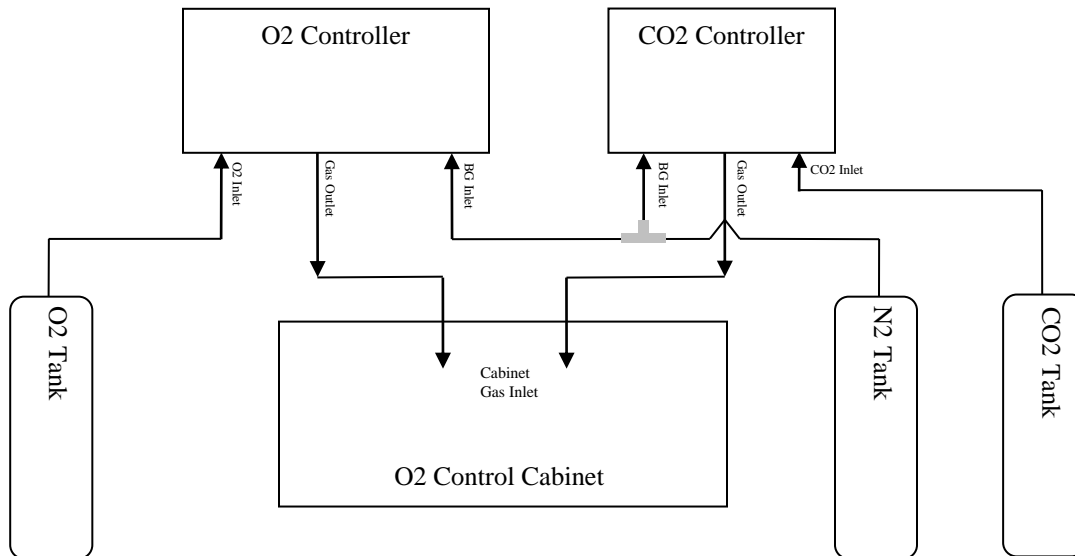 O2 Controller
CO2 Controller
O2 Inlet
Gas Outlet
BG Inlet
BG Inlet
Gas Outlet
CO2 Inlet
O2 Tank
Cabinet
Gas Inlet
O2 Control Cabinet
N2 Tank
CO2 Tank